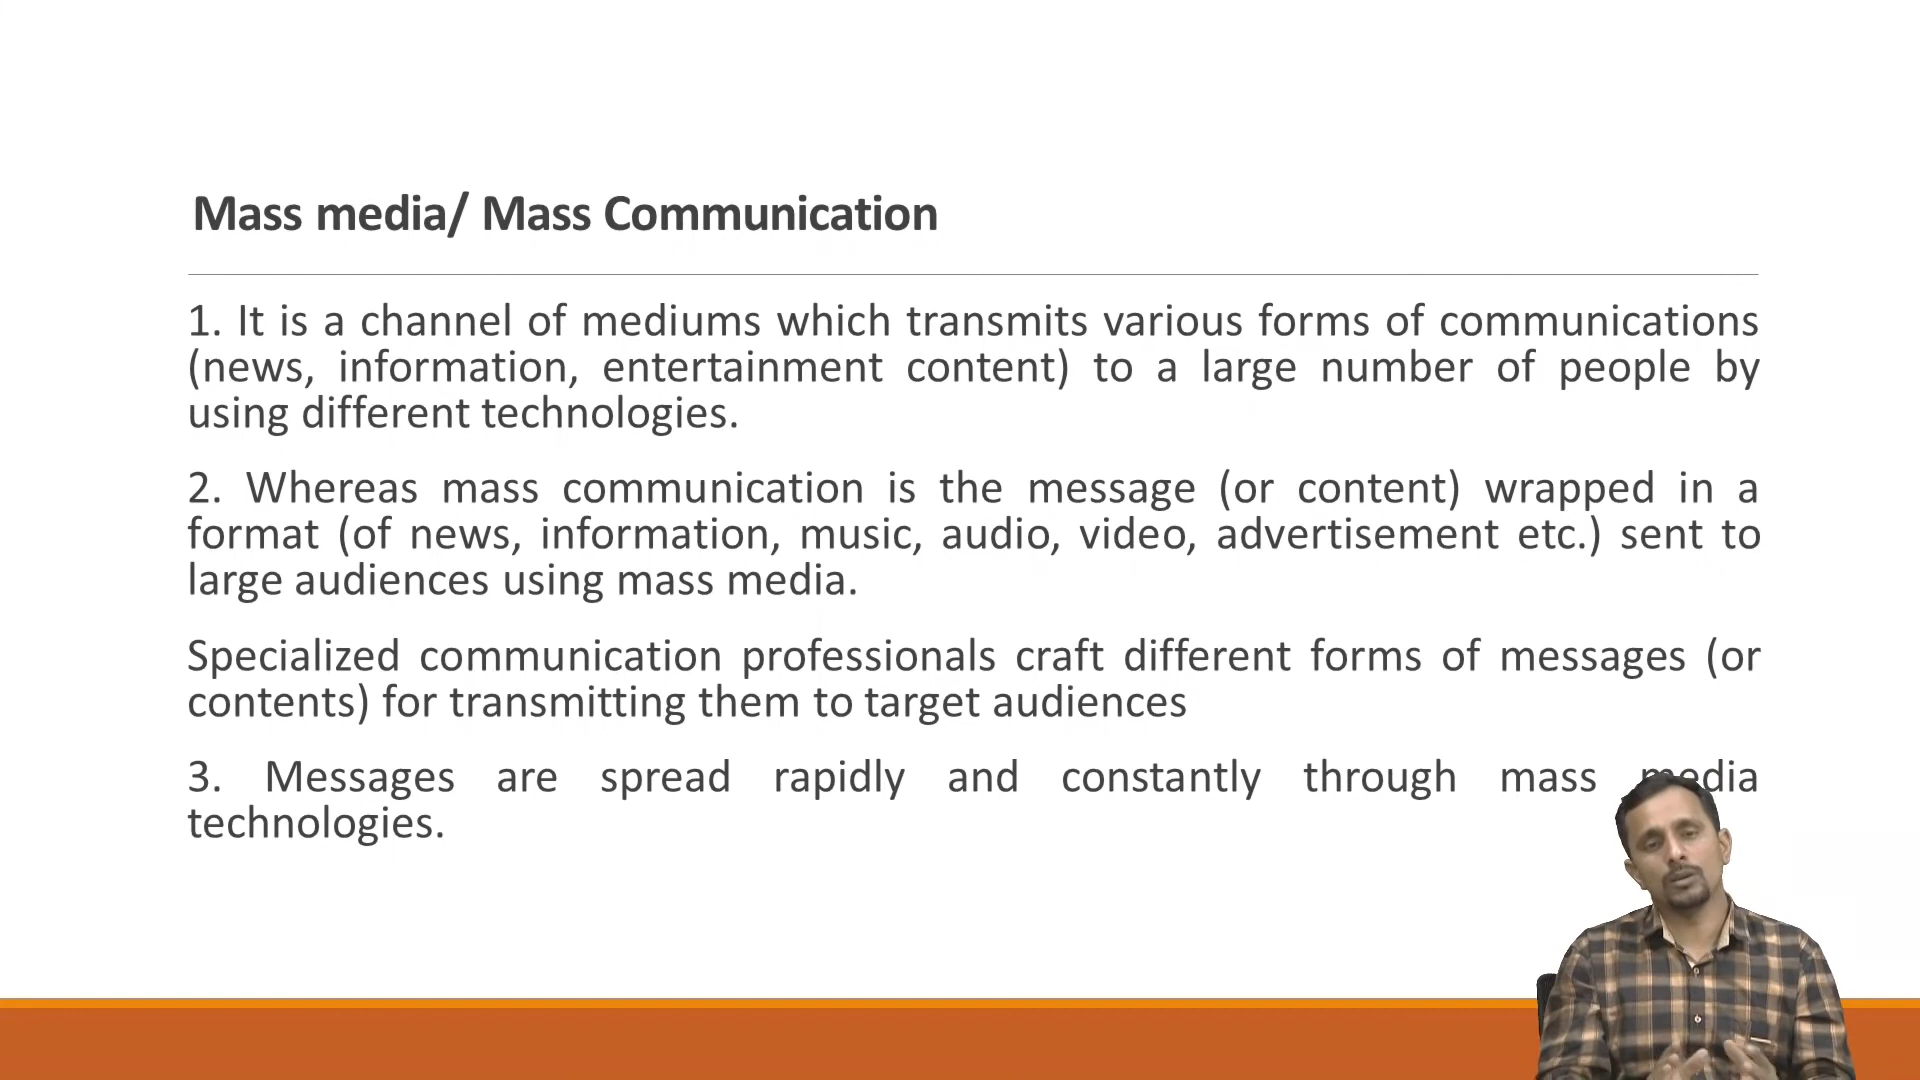 Mass media/ Mass Communication
1. It is a channel of mediums which transmits various forms of communications
(news, information, entertainment content) to a large number of people by
using different technologies.
2. Whereas mass communication is the message (or content) wrapped in a
format (of news, information, music, audio, video, advertisement etc.) sent to
large audiences using mass media.
Specialized communication professionals craft different forms of messages (or
contents) for transmitting them to target audiences
3. Messages are spread rapidly and constantly through mass media
technologies.